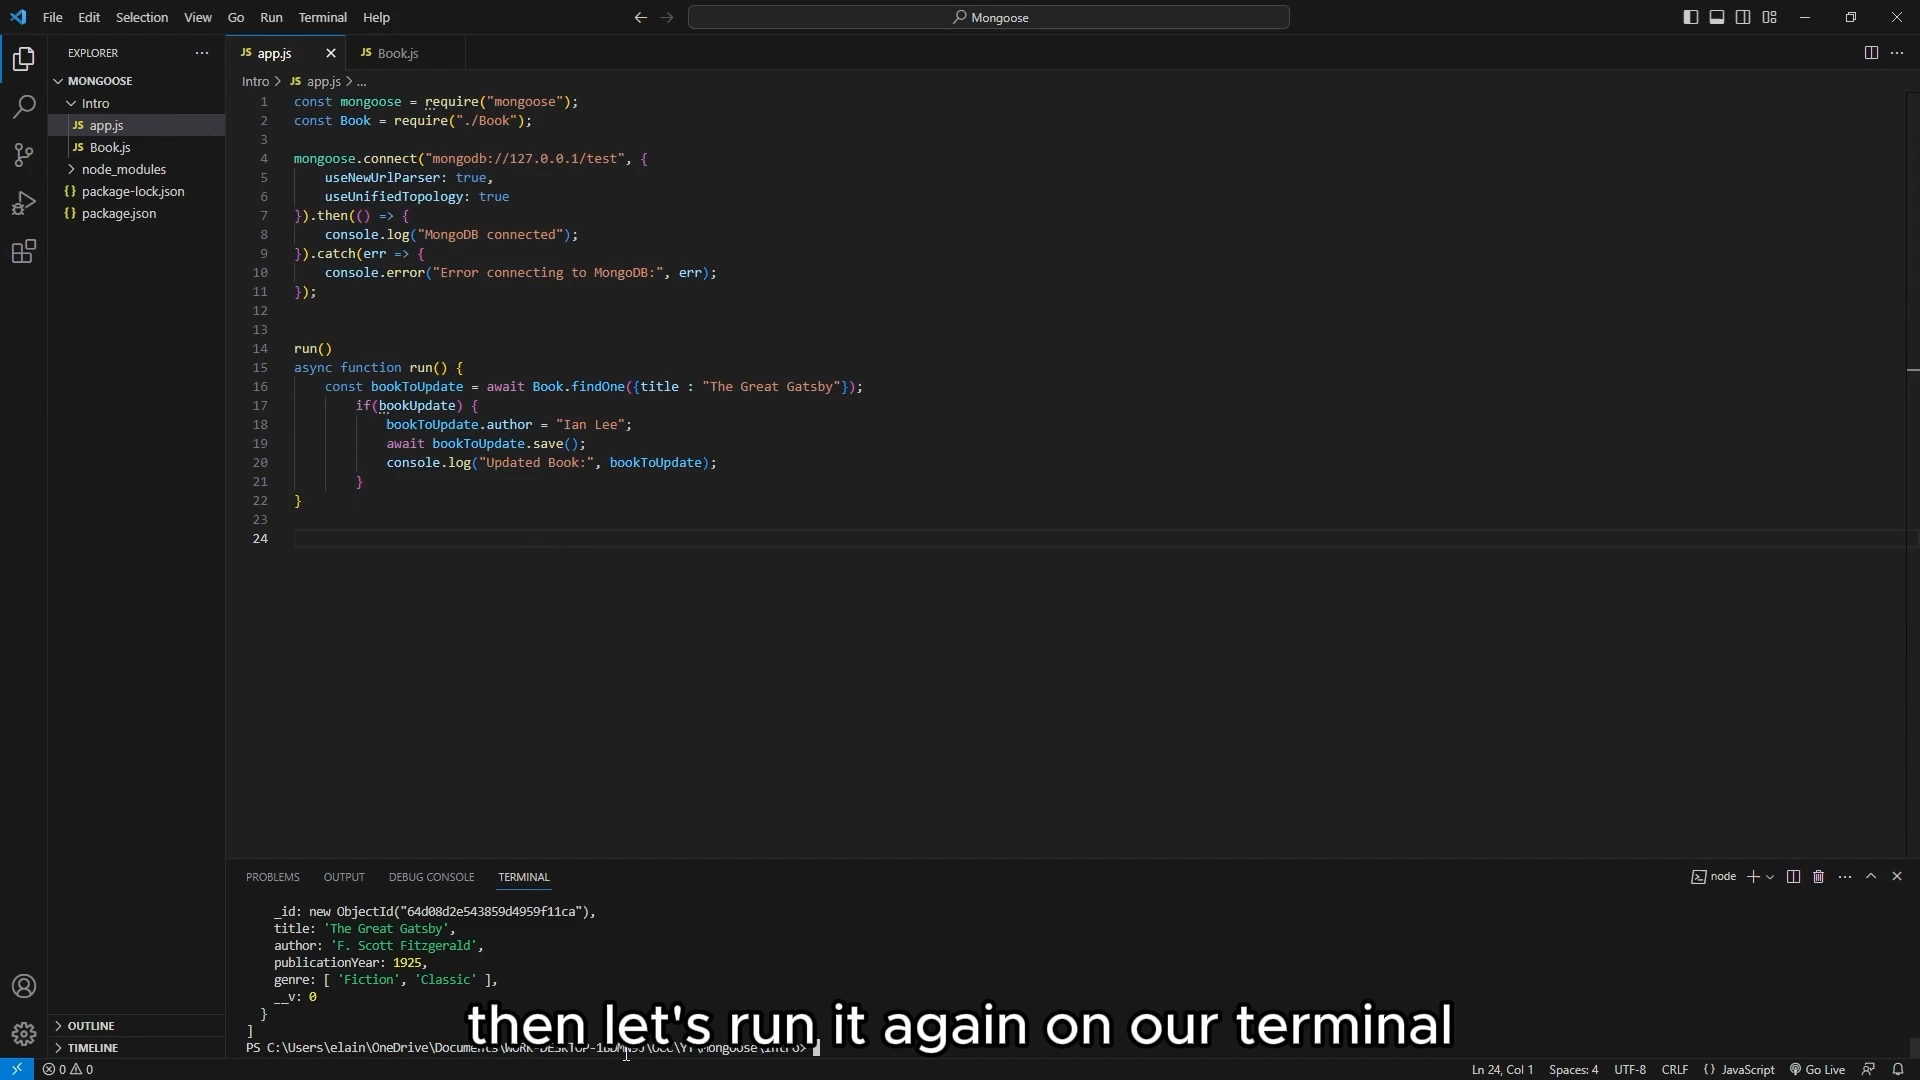 File Edit Selection View Go Run Terminal Help
Mongoose
EXPLORER
JS app.js
JS Book.js
MONGOOSE
Intro > JS app.js > ...
Intro
JS app.js
JS Book.js
node_modules
{} package-lock.json
{} package.json
1 const mongoose = require("mongoose");
2 const Book = require("./Book");
3
4 mongoose.connect("mongodb://127.0.0.1/test", {
5 useNewUrlParser: true,
6 useUnifiedTopology: true
7 }).then(() => {
8 console.log("MongoDB connected");
9 }).catch(err => {
10 console.error("Error connecting to MongoDB:", err);
11 });
12
13
14 run()
15 async function run() {
16 const bookToUpdate = await Book.findOne({title : "The Great Gatsby"});
17 if(bookUpdate) {
18 bookToUpdate.author = "Ian Lee";
19 await bookToUpdate.save();
20 console.log("Updated Book:", bookToUpdate);
21 }
22 }
23
24
PROBLEMS OUTPUT DEBUG CONSOLE TERMINAL
node
_id: new ObjectId("64d08d2e543859d4959f11ca"),
title: 'The Great Gatsby',
author: 'F. Scott Fitzgerald',
publicationYear: 1925,
genre: [ 'Fiction', 'Classic' ],
__v: 0
}
]
then let's run it again on our terminal
PS C:\Users\elain\OneDrive\Documents\WORK-DESKTOP-\Mongoose\Intro>
OUTLINE
TIMELINE
0 0
Ln 24, Col 1 Spaces: 4 UTF-8 CRLF {} JavaScript Go Live